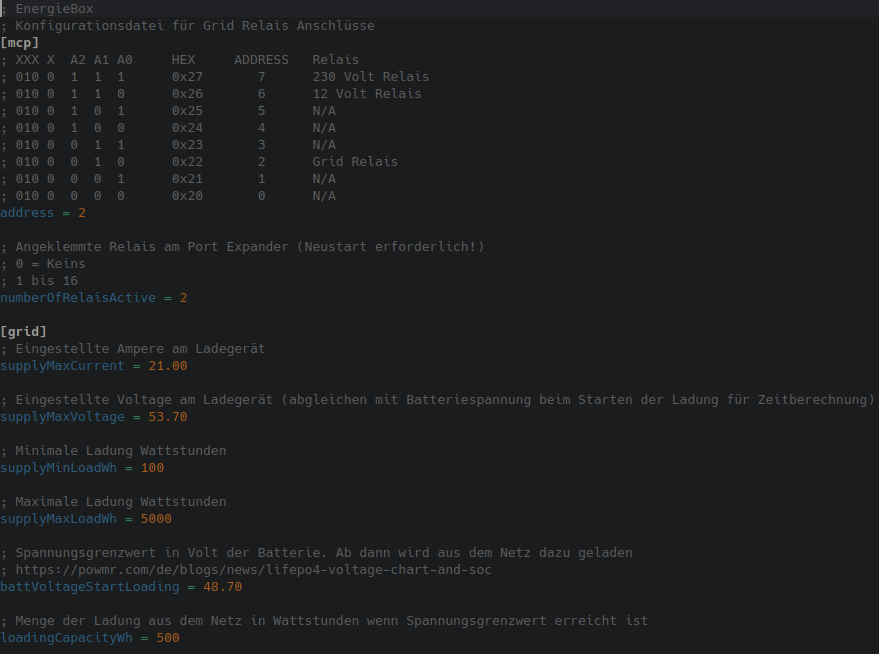 ; EnergieBox
; Konfigurationsdatei für Grid Relais Anschlüsse
[mcp]
; XXX X  A2 A1 A0     HEX     ADDRESS   Relais
; 010 0  1  1  1      0x27       7      230 Volt Relais
; 010 0  1  1  0      0x26       6      12 Volt Relais
; 010 0  1  0  1      0x25       5      N/A
; 010 0  1  0  0      0x24       4      N/A
; 010 0  0  1  1      0x23       3      N/A
; 010 0  0  1  0      0x22       2      Grid Relais
; 010 0  0  0  1      0x21       1      N/A
; 010 0  0  0  0      0x20       0      N/A
address = 2
; Angeklemmte Relais am Port Expander (Neustart erforderlich!)
; 0 = Keins
; 1 bis 16
numberOfRelaisActive = 2
[grid]
; Eingestellte Ampere am Ladegerät
supplyMaxCurrent = 21.00
; Eingestellte Voltage am Ladegerät (abgleichen mit Batteriespannung beim Starten der Ladung für Zeitberechnung)
supplyMaxVoltage = 53.70
; Minimale Ladung Wattstunden
supplyMinLoadWh = 100
; Maximale Ladung Wattstunden
supplyMaxLoadWh = 5000
; Spannungsgrenzwert in Volt der Batterie. Ab dann wird aus dem Netz dazu geladen
; https://powmr.com/de/blogs/news/lifepo4-voltage-chart-and-soc
battVoltageStartLoading = 48.70
; Menge der Ladung aus dem Netz in Wattstunden wenn Spannungsgrenzwert erreicht ist
loadingCapacityWh = 500